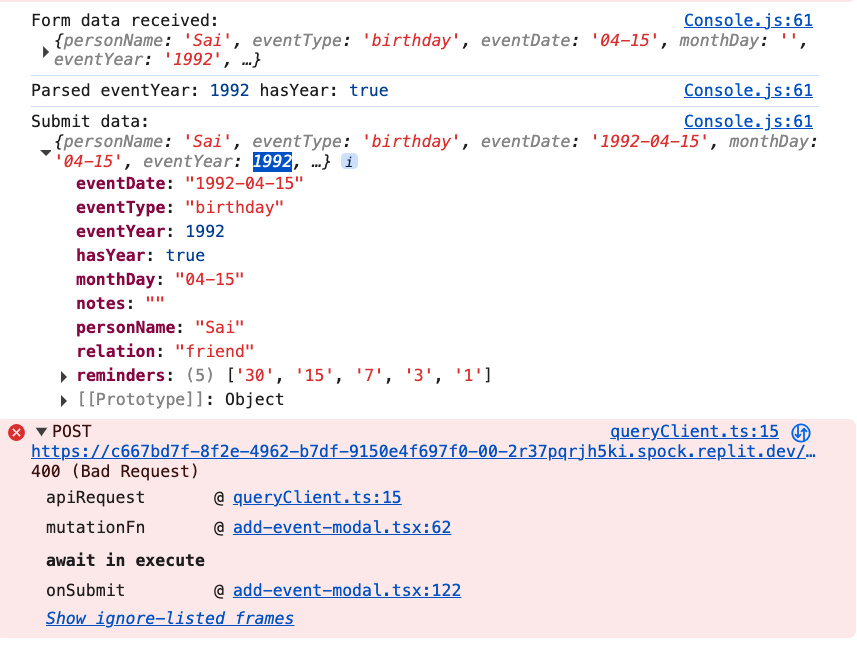 Form data received: Console.js:61
{personName: 'Sai', eventType: 'birthday', eventDate: '04-15', monthDay: '',
eventYear: '1992', …}
Parsed eventYear: 1992 hasYear: true Console.js:61
Submit data: Console.js:61
{personName: 'Sai', eventType: 'birthday', eventDate: '1992-04-15', monthDay:
'04-15', eventYear: 1992, …} i
eventDate: "1992-04-15"
eventType: "birthday"
eventYear: 1992
hasYear: true
monthDay: "04-15"
notes: ""
personName: "Sai"
relation: "friend"
reminders: (5) ['30', '15', '7', '3', '1']
[[Prototype]]: Object
POST queryClient.ts:15
https://c667bd7f-8f2e-4962-b7df-9150e4f697f0-00-2r37pqrjh5ki.spock.replit.dev/…
400 (Bad Request)
apiRequest @ queryClient.ts:15
mutationFn @ add-event-modal.tsx:62
await in execute
onSubmit @ add-event-modal.tsx:122
Show ignore-listed frames